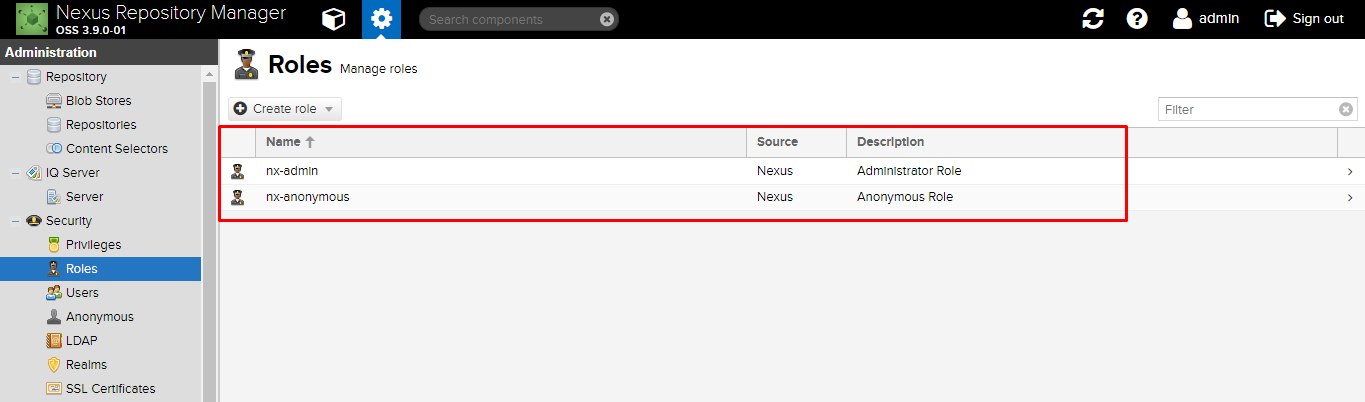 Nexus Repository Manager
OSS 3.9.0-01
Search components
admin
Sign out
Administration
Repository
Blob Stores
Repositories
Content Selectors
IQ Server
Server
Security
Privileges
Roles
Users
Anonymous
LDAP
Realms
SSL Certificates
Roles Manage roles
Create role
Filter
Name Source Description
nx-admin Nexus Administrator Role
nx-anonymous Nexus Anonymous Role